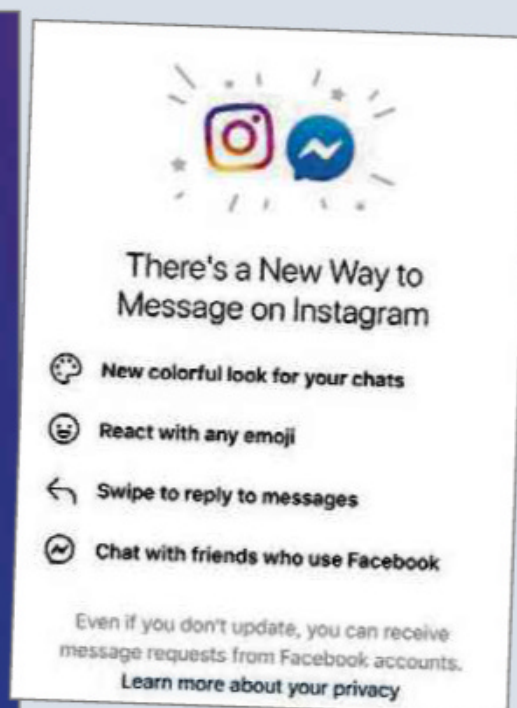 There's a New Way to
Message on Instagram
New colorful look for your chats
React with any emoji
Swipe to reply to messages
Chat with friends who use Facebook
Even if you don't update, you can receive
message requests from Facebook accounts.
Learn more about your privacy